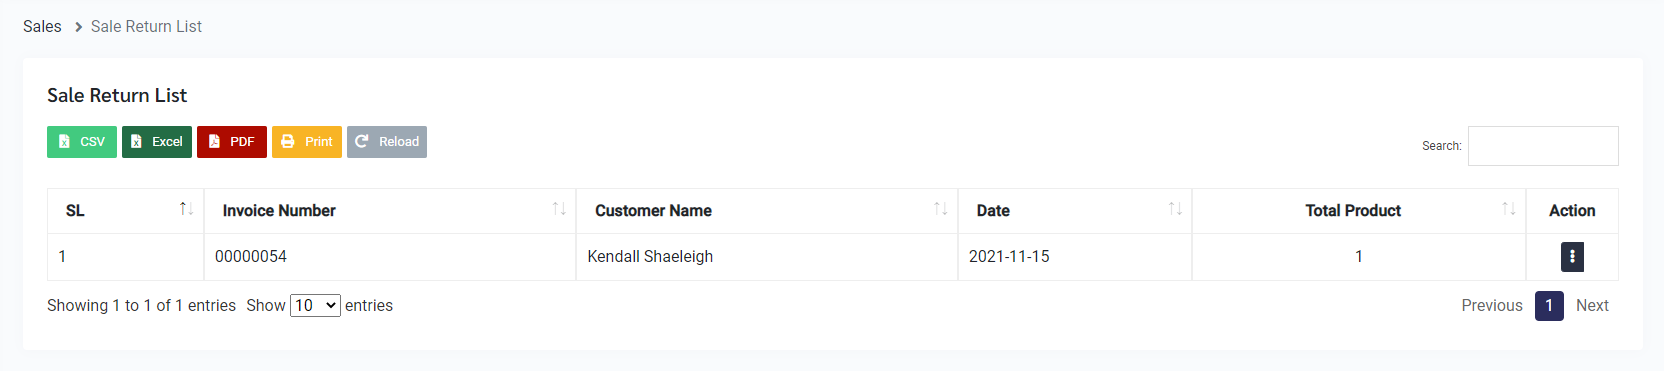 Sales > Sale Return List
Sale Return List
CSV Excel PDF Print Reload
Search:
SL Invoice Number Customer Name Date Total Product Action
1 00000054 Kendall Shaeleigh 2021-11-15 1
Showing 1 to 1 of 1 entries Show 10 entries
Previous 1 Next